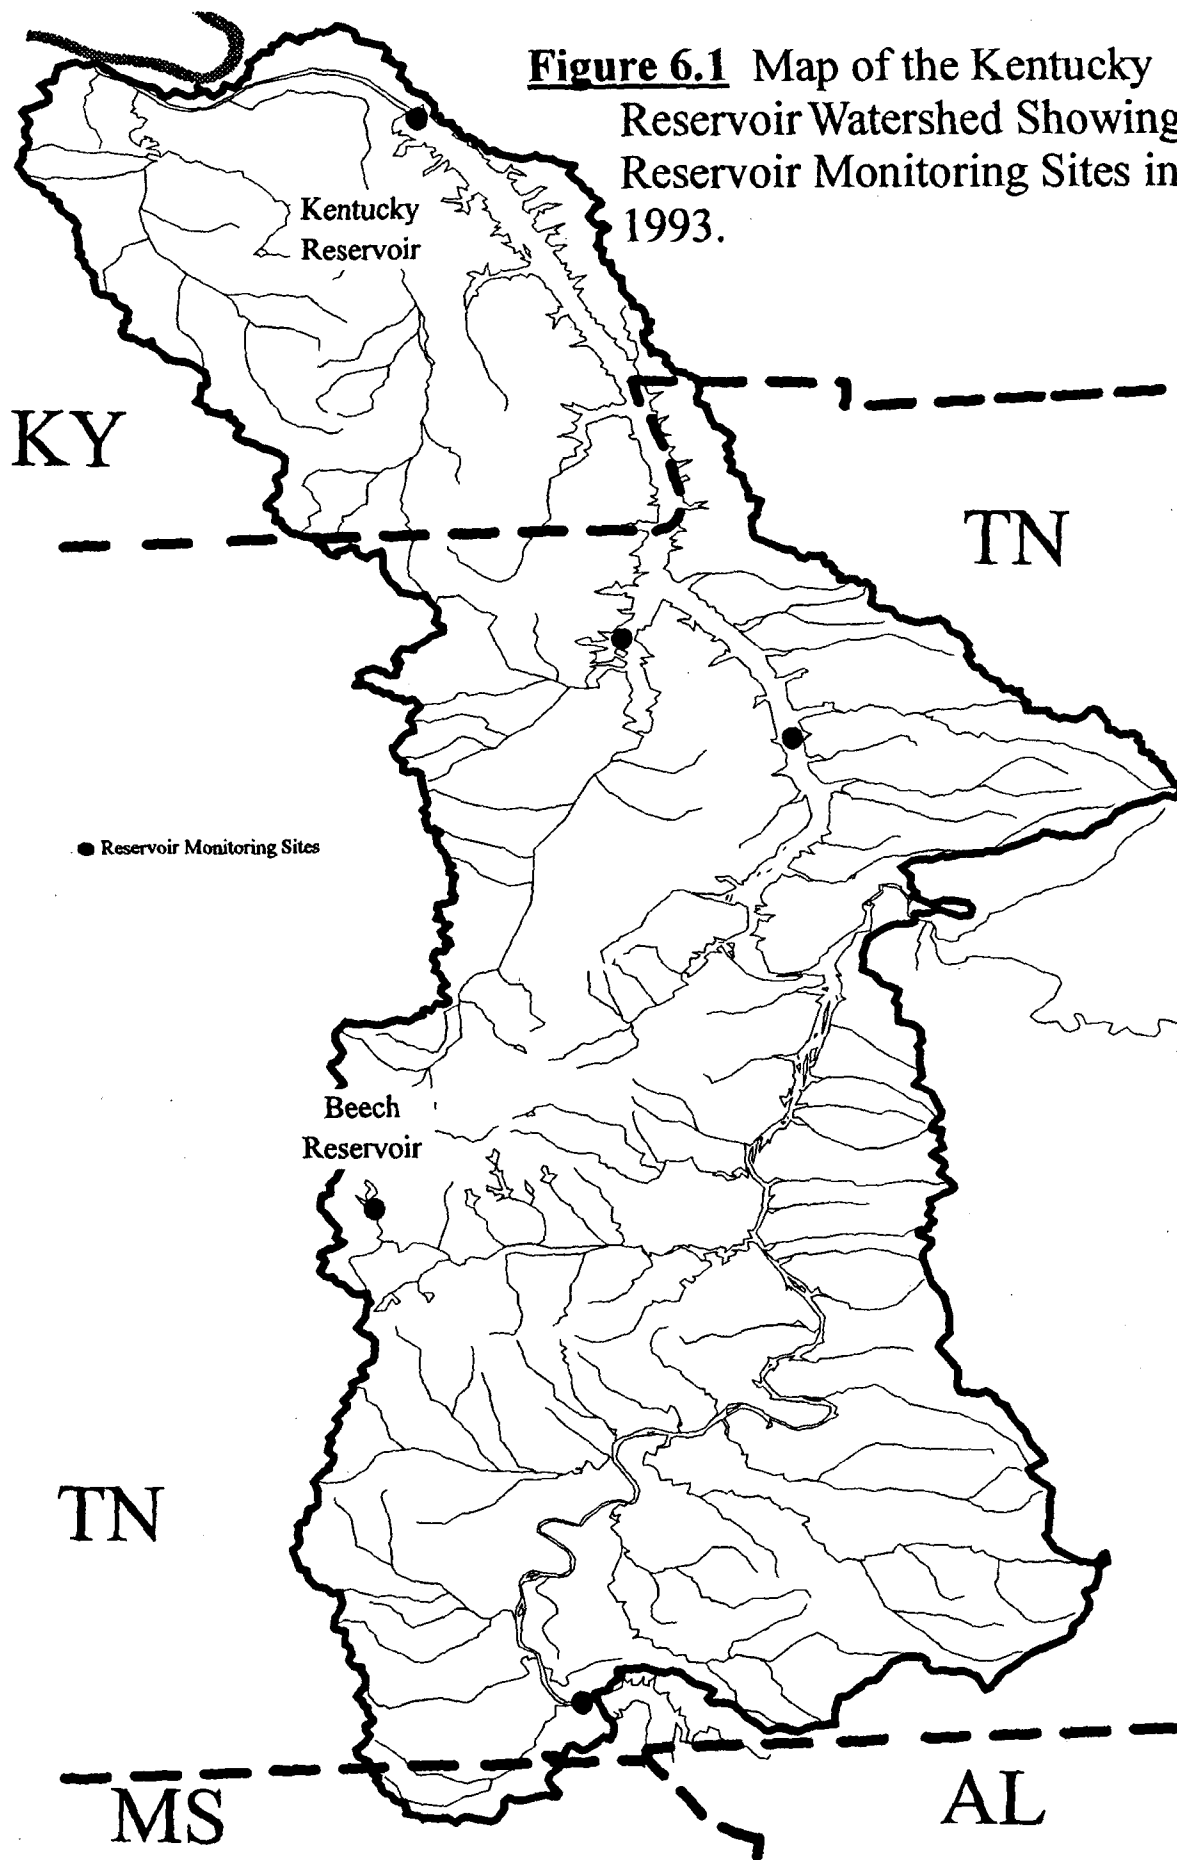 Figure 6.1 Map of the Kentucky
Reservoir Watershed Showing
Reservoir Monitoring Sites in
1993.
Kentucky
Reservoir
KY
TN
Reservoir Monitoring Sites
Beech
Reservoir
TN
MS
AL